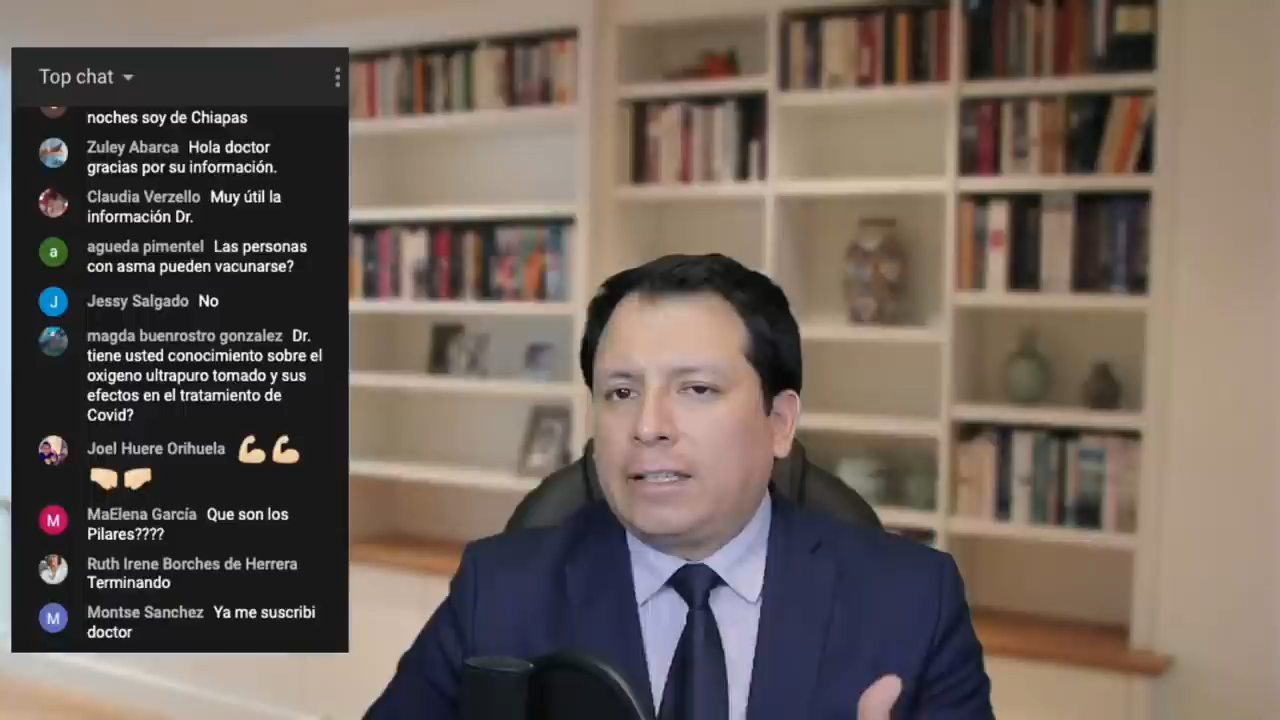 Top chat
noches soy de Chiapas
Zuley Abarca Hola doctor
gracias por su información.
Claudia Verzello Muy útil la
información Dr.
a
agueda pimentel Las personas
con asma pueden vacunarse?
J
Jessy Salgado No
magda buenrostro gonzalez Dr.
tiene usted conocimiento sobre el
oxigeno ultrapuro tomado y sus
efectos en el tratamiento de
Covid?
Joel Huere Orihuela 💪🏻💪🏻
🤜🏻🤛🏻
M
MaElena García Que son los
Pilares????
Ruth Irene Borches de Herrera
Terminando
M
Montse Sanchez Ya me suscribi
doctor